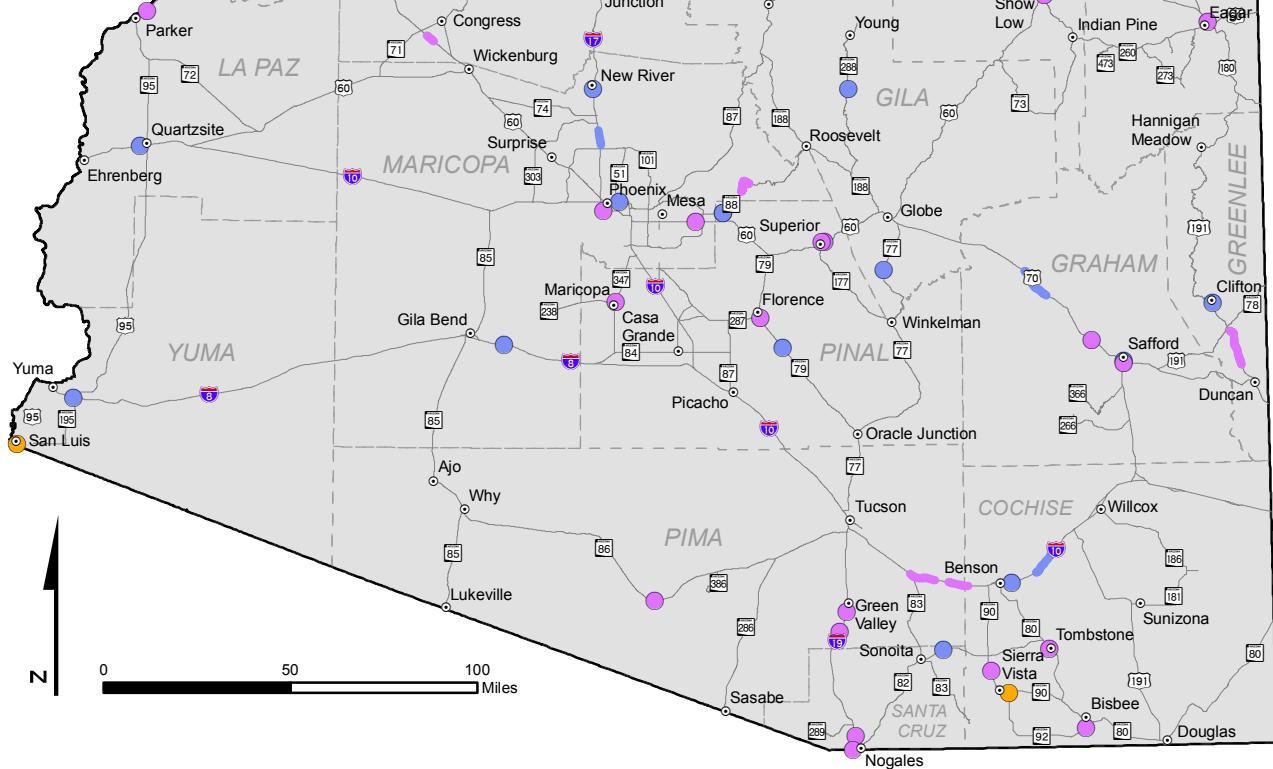 Junction
Show
Low
Eagar
Parker
Congress
17
Young
Indian Pine
71
260
473
LA PAZ
72
Wickenburg
288
180
95
60
New River
273
GILA
74
87
188
60
73
60
Hannigan
Meadow
Quartzsite
Surprise
Roosevelt
MARICOPA
101
Ehrenberg
10
303
51
188
GREENLEE
Phoenix
Mesa
88
Globe
Superior
60
60
191
77
85
79
GRAHAM
347
10
177
70
Maricopa
Clifton
238
Florence
78
Casa
Grande
287
Winkelman
95
Gila Bend
YUMA
84
PINAL
77
Safford
8
79
191
Yuma
87
8
366
Duncan
95
195
85
Picacho
266
10
San Luis
Oracle Junction
77
Ajo
Why
Tucson
COCHISE
Willcox
PIMA
86
10
85
186
386
Benson
Lukeville
83
90
181
Green
Valley
Sunizona
286
80
Tombstone
19
Sonoita
Sierra
Vista
80
0
50
100
Miles
N
82
83
90
191
Sasabe
SANTA
CRUZ
Bisbee
289
92
80
Douglas
Nogales